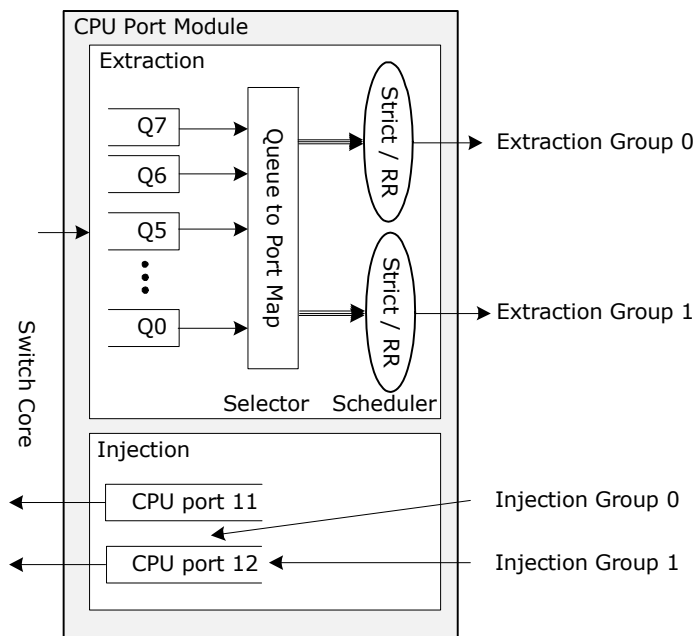 CPU Port Module
Extraction
Q7
Q6
Q5
Q0
Queue to Port Map
Strict / RR
Strict / RR
Extraction Group 0
Extraction Group 1
Selector
Scheduler
Switch Core
Injection
CPU port 11
CPU port 12
Injection Group 0
Injection Group 1